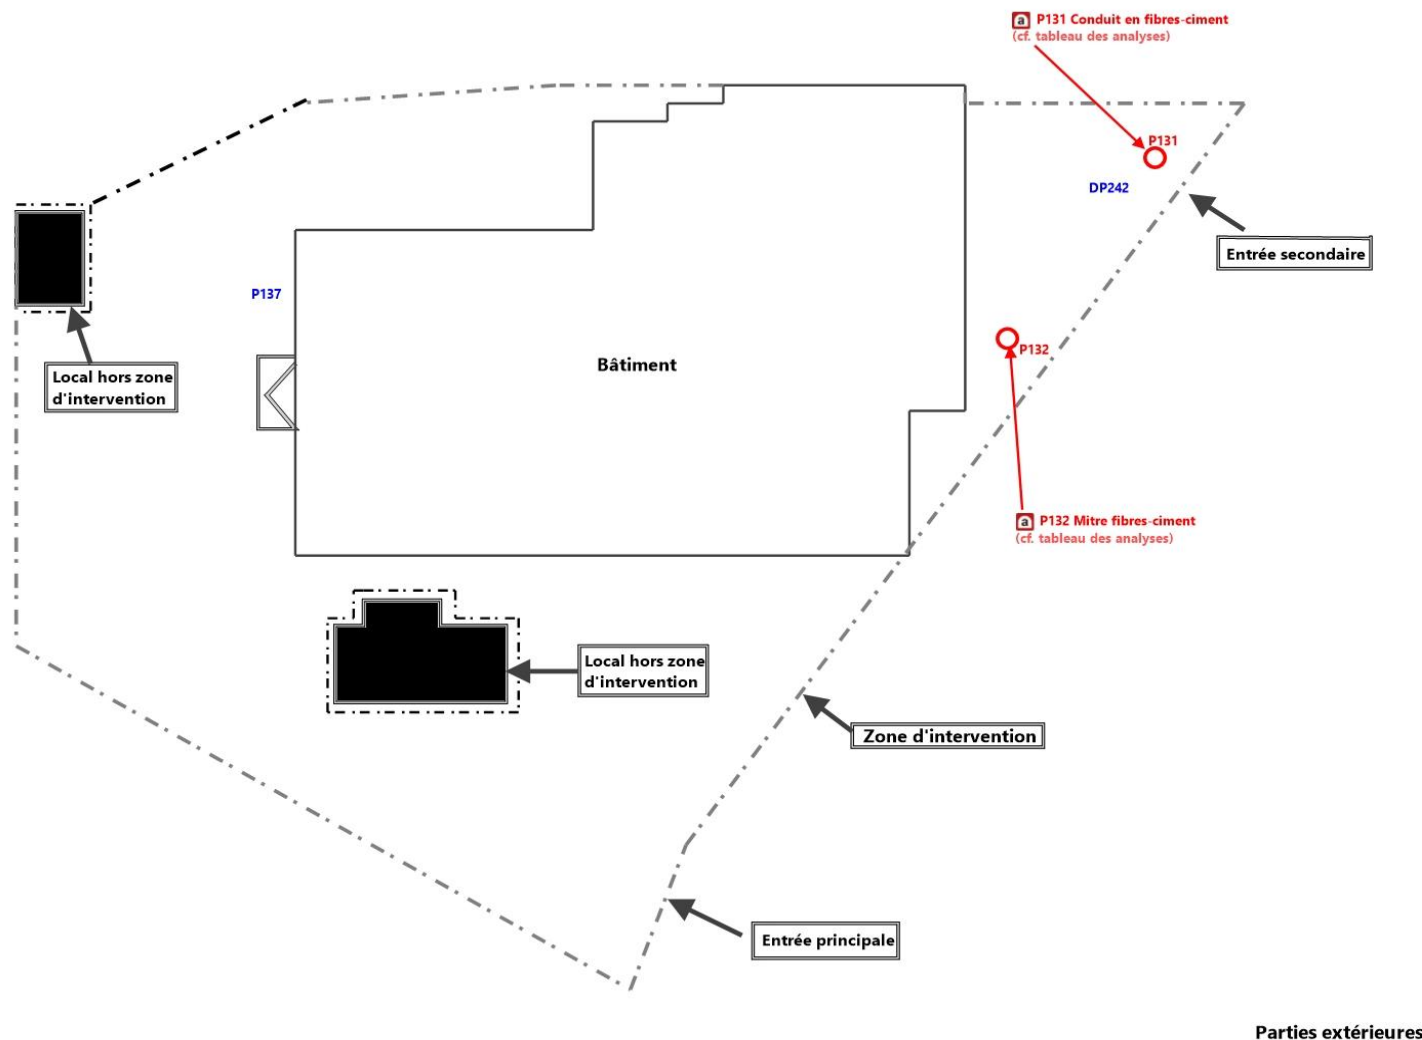 a P131 Conduit en fibres-ciment
(cf. tableau des analyses)
P131
DP242
Entrée secondaire
P137
P132
Bâtiment
Local hors zone
d'intervention
a P132 Mitre fibres-ciment
(cf. tableau des analyses)
Local hors zone
d'intervention
Zone d'intervention
Entrée principale
Parties extérieures